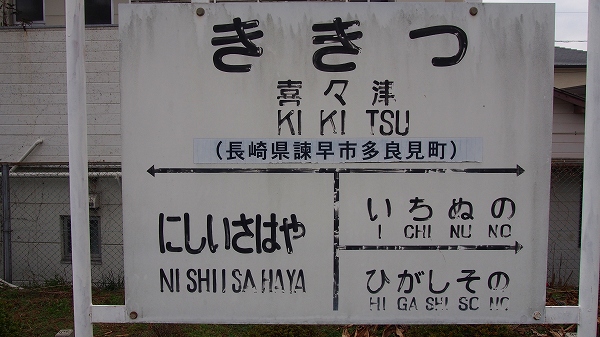 ききつ
喜々津
KI KI TSU
(長崎県諫早市多良見町)
にしいさはや
NI SHI I SA HAYA
いちぬの
I CHI NU NO
ひがしその
HI GA SHI SO NO